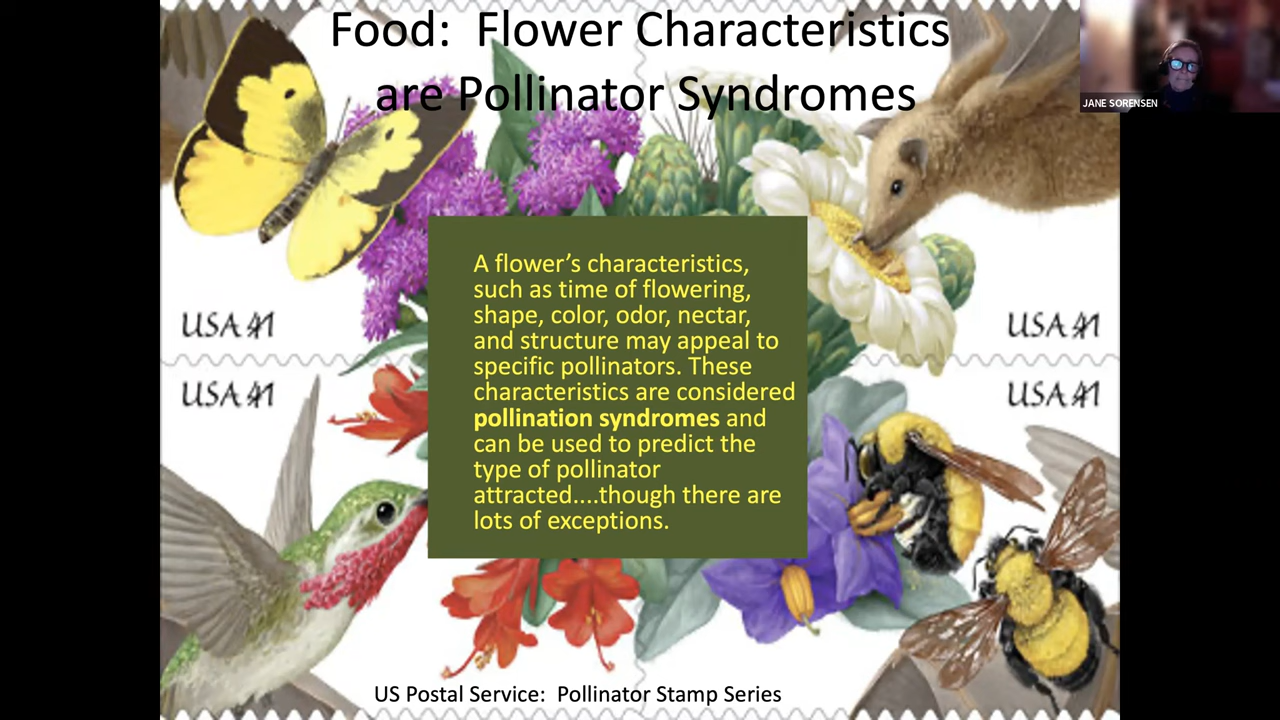 Food:  Flower Characteristics
are Pollinator Syndromes
JANE SORENSEN
A flower’s characteristics,
such as time of flowering,
shape, color, odor, nectar,
and structure may appeal to
specific pollinators. These
characteristics are considered
pollination syndromes and
can be used to predict the
type of pollinator
attracted....though there are
lots of exceptions.
USA 41
USA 41
USA 41
USA 41
US Postal Service:  Pollinator Stamp Series